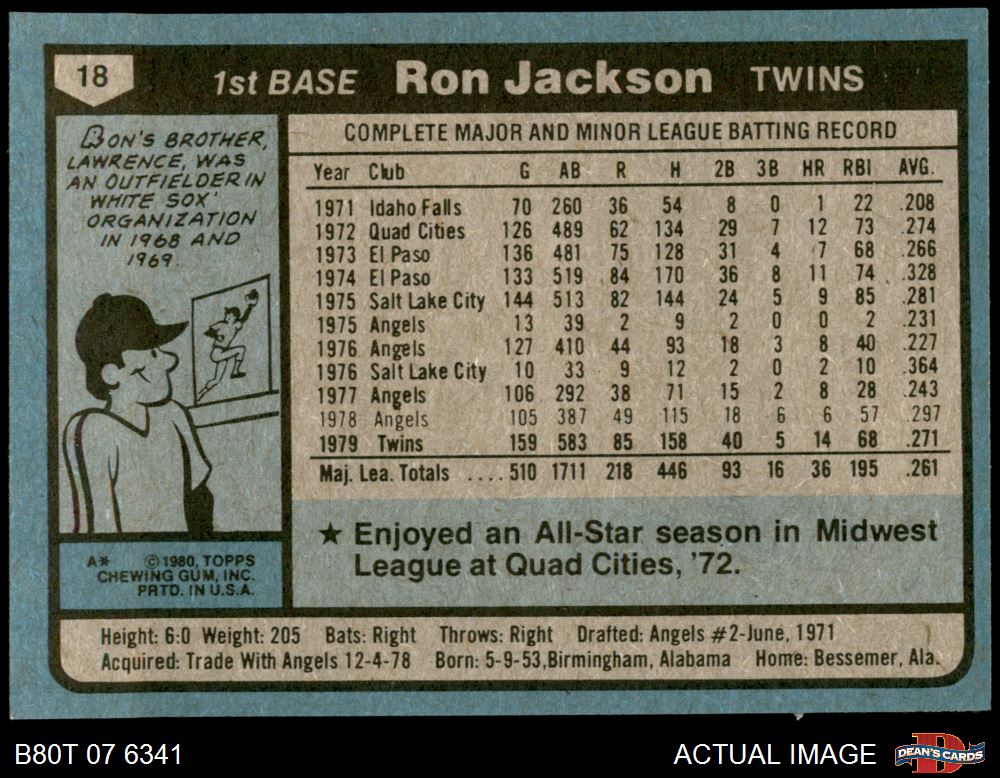 18 1st BASE Ron Jackson TWINS
RON'S BROTHER,
LAWRENCE, WAS
AN OUTFIELDER IN
WHITE SOX'
ORGANIZATION
IN 1968 AND
1969.
COMPLETE MAJOR AND MINOR LEAGUE BATTING RECORD
Year Club G AB R H 2B 3B HR RBI AVG.
1971 Idaho Falls 70 260 36 54 8 0 1 22 .208
1972 Quad Cities 126 489 62 134 29 7 12 73 .274
1973 El Paso 136 481 75 128 31 4 7 68 .266
1974 El Paso 133 519 84 170 36 8 11 74 .328
1975 Salt Lake City 144 513 82 144 24 5 9 85 .281
1975 Angels 13 39 2 9 2 0 0 2 .231
1976 Angels 127 410 44 93 18 3 8 40 .227
1976 Salt Lake City 10 33 9 12 2 0 2 10 .364
1977 Angels 106 292 38 71 15 2 8 28 .243
1978 Angels 105 387 49 115 18 6 6 57 .297
1979 Twins 159 583 85 158 40 5 14 68 .271
Maj. Lea. Totals ....510 1711 218 446 93 16 36 195 .261
★ Enjoyed an All-Star season in Midwest
League at Quad Cities, '72.
A* ©1980, TOPPS
CHEWING GUM, INC.
PRTD. IN U.S.A.
Height: 6:0 Weight: 205 Bats: Right Throws: Right Drafted: Angels #2-June, 1971
Acquired: Trade With Angels 12-4-78 Born: 5-9-53,Birmingham, Alabama Home: Bessemer, Ala.
B80T 07 6341 ACTUAL IMAGE DEAN'S CARDS